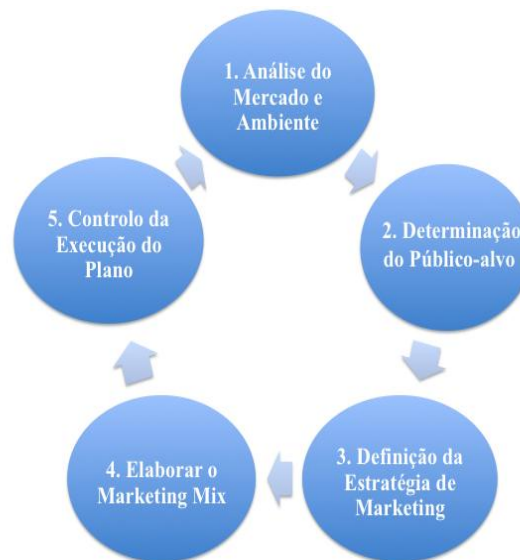 1. Análise do
Mercado e
Ambiente
2. Determinação
do Público-alvo
3. Definição da
Estratégia de
Marketing
4. Elaborar o
Marketing Mix
5. Controlo da
Execução do
Plano